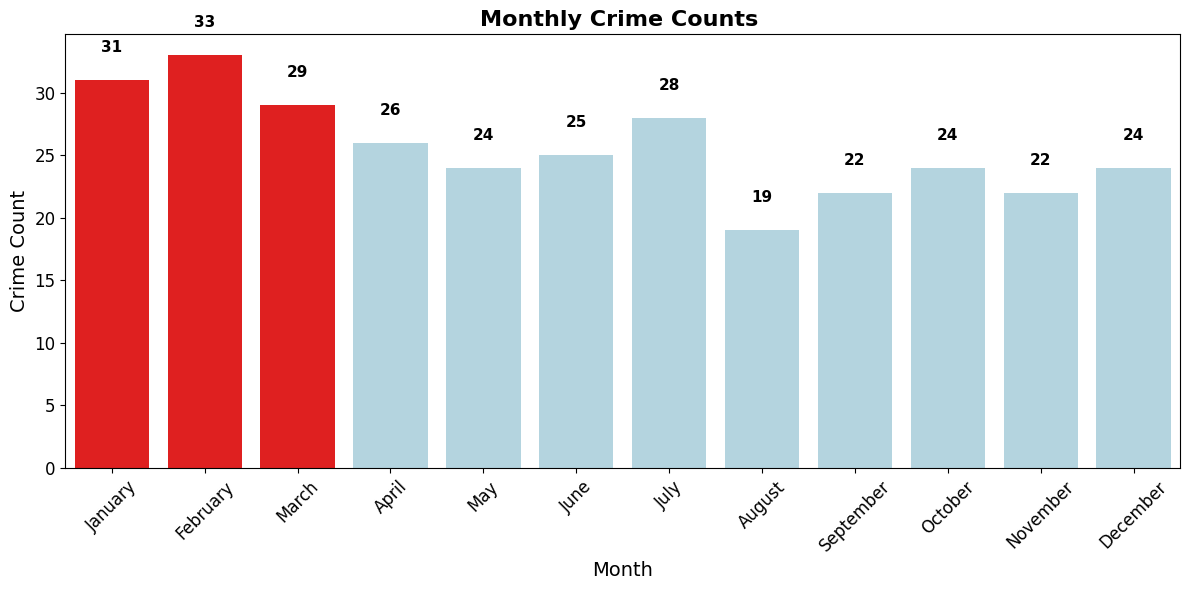 Monthly Crime Counts
31
33
29
26
24
25
28
19
22
24
22
24
Crime Count
30
25
20
15
10
5
0
January
February
March
April
May
June
July
August
September
October
November
December
Month